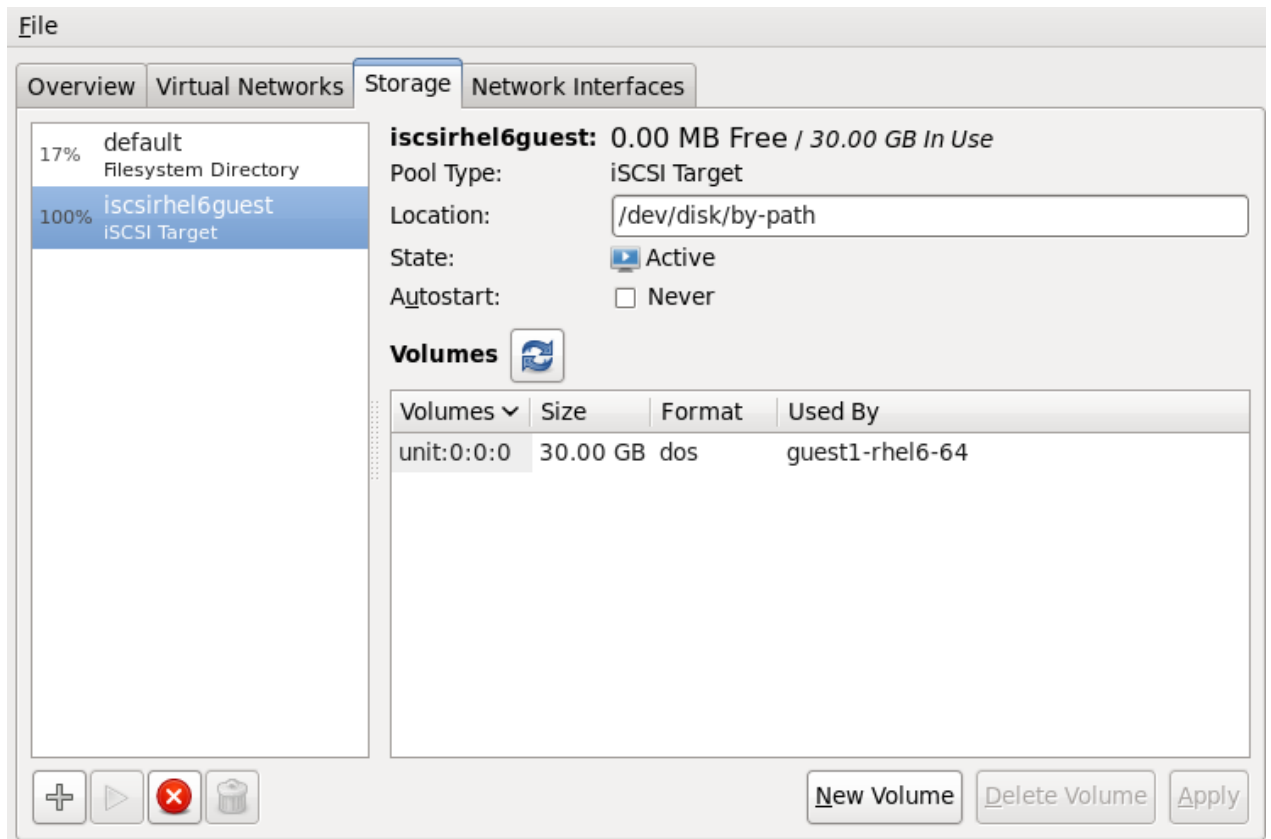 File
Overview Virtual Networks Storage Network Interfaces
17% default
Filesystem Directory
100% iscsirhel6guest
iSCSI Target
iscsirhel6guest: 0.00 MB Free / 30.00 GB In Use
Pool Type: iSCSI Target
Location: /dev/disk/by-path
State: Active
Autostart: Never
Volumes
Volumes Size Format Used By
unit:0:0:0 30.00 GB dos guest1-rhel6-64
New Volume Delete Volume Apply